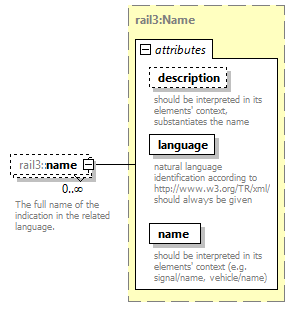 rail3:Name
attributes
description
should be interpreted in its
elements' context,
substantiates the name
language
natural language
identification according to
http://www.w3.org/TR/xml/
should always be given
name
should be interpreted in its
elements' context (e.g.
signal/name, vehicle/name)
rail3::name
0..∞
The full name of the
indication in the related
language.